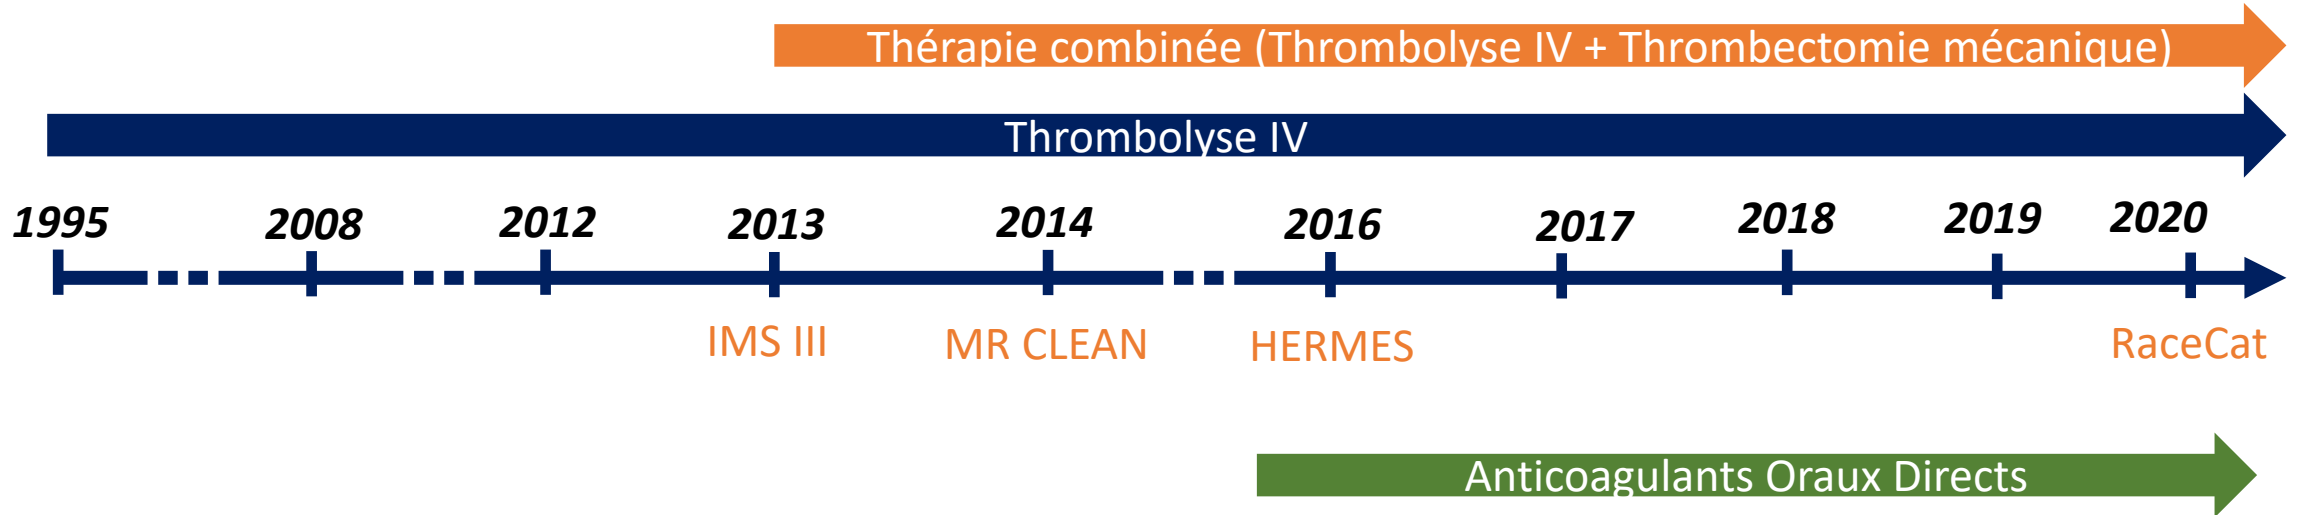 Thérapie combinée (Thrombolyse IV + Thrombectomie mécanique)
Thrombolyse IV
1995 2008 2012 2013 2014 2016 2017 2018 2019 2020
IMS III MR CLEAN HERMES RaceCat
Anticoagulants Oraux Directs